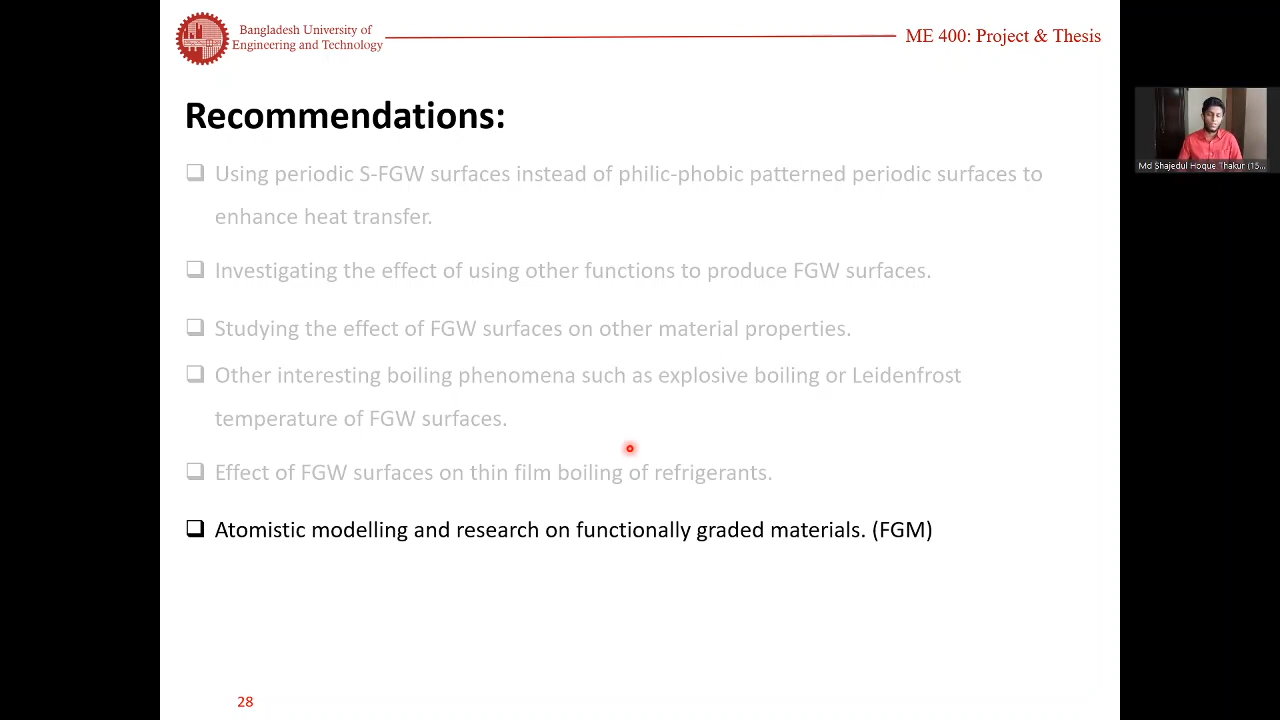 Bangladesh University of
Engineering and Technology
ME 400: Project & Thesis
Recommendations:
Using periodic S-FGW surfaces instead of philic-phobic patterned periodic surfaces to
enhance heat transfer.
Investigating the effect of using other functions to produce FGW surfaces.
Studying the effect of FGW surfaces on other material properties.
Other interesting boiling phenomena such as explosive boiling or Leidenfrost
temperature of FGW surfaces.
Effect of FGW surfaces on thin film boiling of refrigerants.
Atomistic modelling and research on functionally graded materials. (FGM)
28
Md Shajedul Hoque Thakur (15...